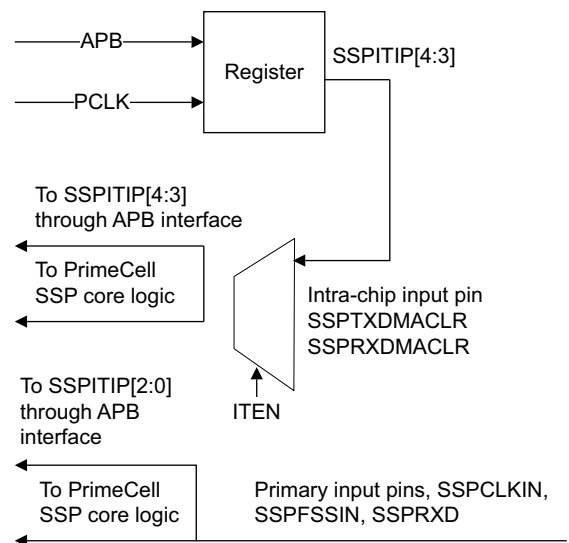 APB
PCLK
Register
SSPITIP[4:3]
To SSPITIP[4:3]
through APB interface
To PrimeCell
SSP core logic
Intra-chip input pin
SSPTXDMACLR
SSPRXDMACLR
ITEN
To SSPITIP[2:0]
through APB
interface
To PrimeCell
SSP core logic
Primary input pins, SSPCLKIN,
SSPFSSIN, SSPRXD